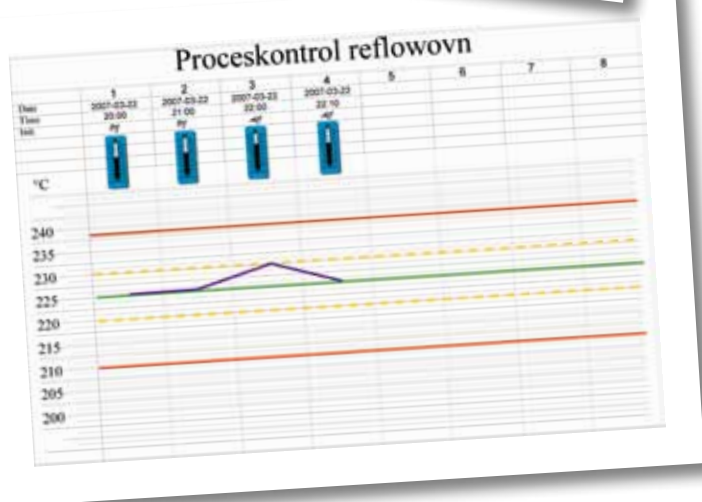 Proceskontrol reflowovn
1 2 3 4 5 6 7 8
Dato 2007-03-22 2007-03-22 2007-03-22 2007-03-22
Time 20:00 21:00 22:00 22:10
Init
°C
240
235
230
225
220
215
210
205
200